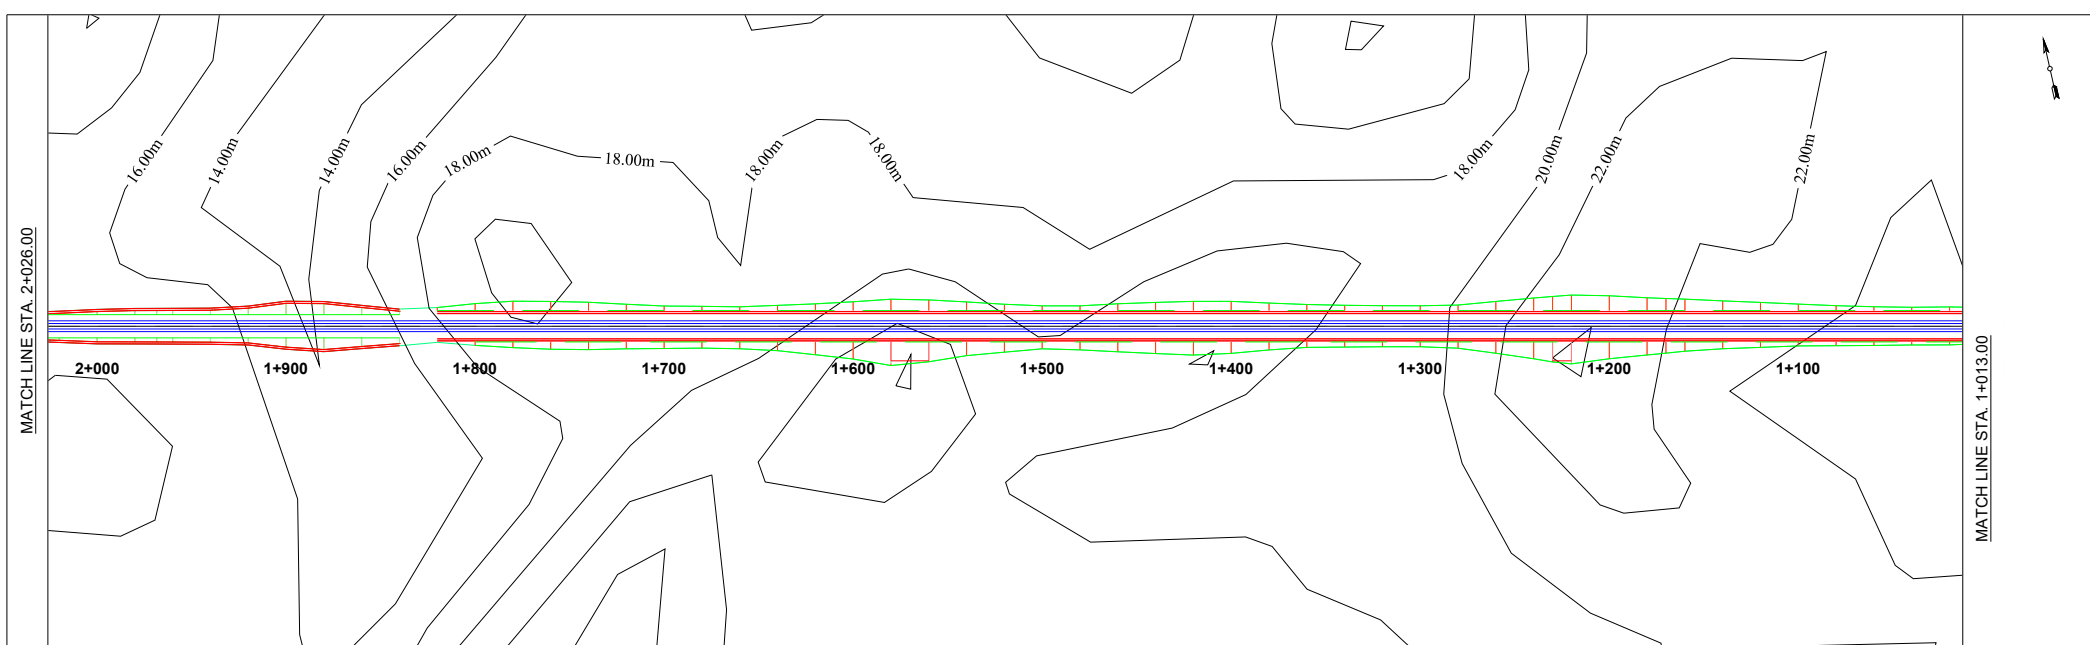 16.00m
14.00m
14.00m
16.00m
18.00m
18.00m
18.00m
18.00m
18.00m
20.00m
22.00m
22.00m
MATCH LINE STA. 2+026.00
2+000
1+900
1+800
1+700
1+600
1+500
1+400
1+300
1+200
1+100
MATCH LINE STA. 1+013.00